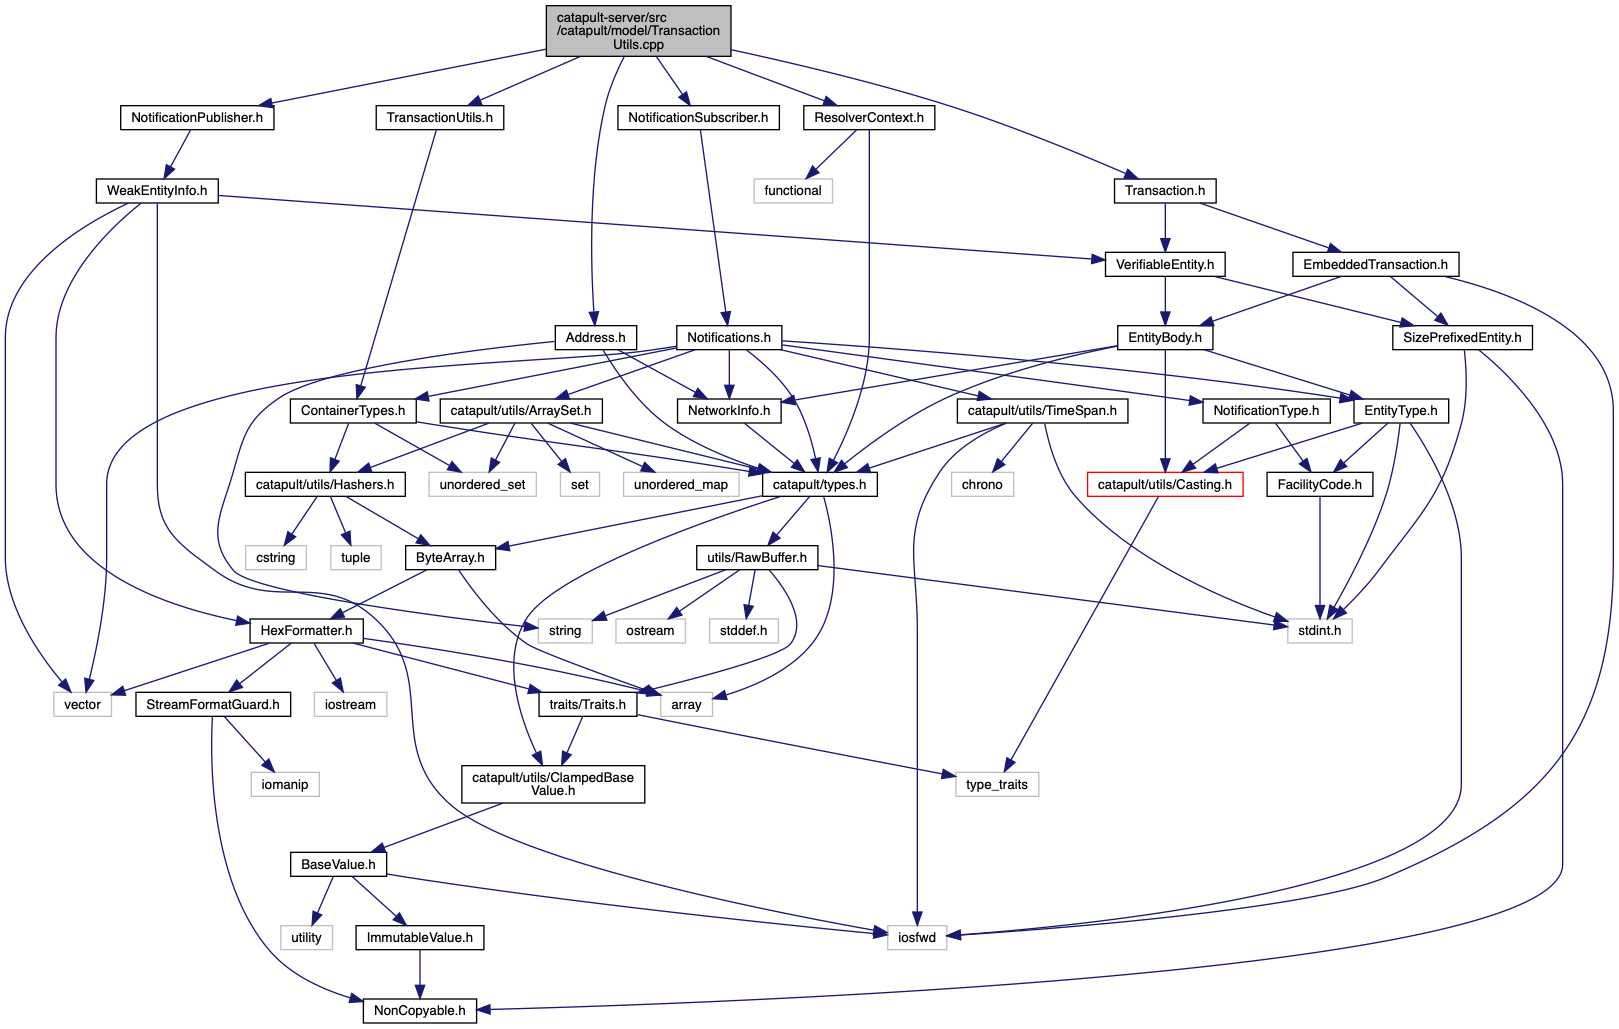 catapult-server/src
/catapult/model/Transaction
Utils.cpp
NotificationPublisher.h
TransactionUtils.h
NotificationSubscriber.h
ResolverContext.h
WeakEntityInfo.h
functional
Transaction.h
VerifiableEntity.h
EmbeddedTransaction.h
Address.h
Notifications.h
EntityBody.h
SizePrefixedEntity.h
ContainerTypes.h
catapult/utils/ArraySet.h
NetworkInfo.h
catapult/utils/TimeSpan.h
NotificationType.h
EntityType.h
catapult/utils/Hashers.h
unordered_set
set
unordered_map
catapult/types.h
chrono
catapult/utils/Casting.h
FacilityCode.h
cstring
tuple
ByteArray.h
utils/RawBuffer.h
HexFormatter.h
string
ostream
stddef.h
stdint.h
vector
StreamFormatGuard.h
iostream
traits/Traits.h
array
iomanip
catapult/utils/ClampedBase
Value.h
type_traits
BaseValue.h
utility
ImmutableValue.h
iosfwd
NonCopyable.h